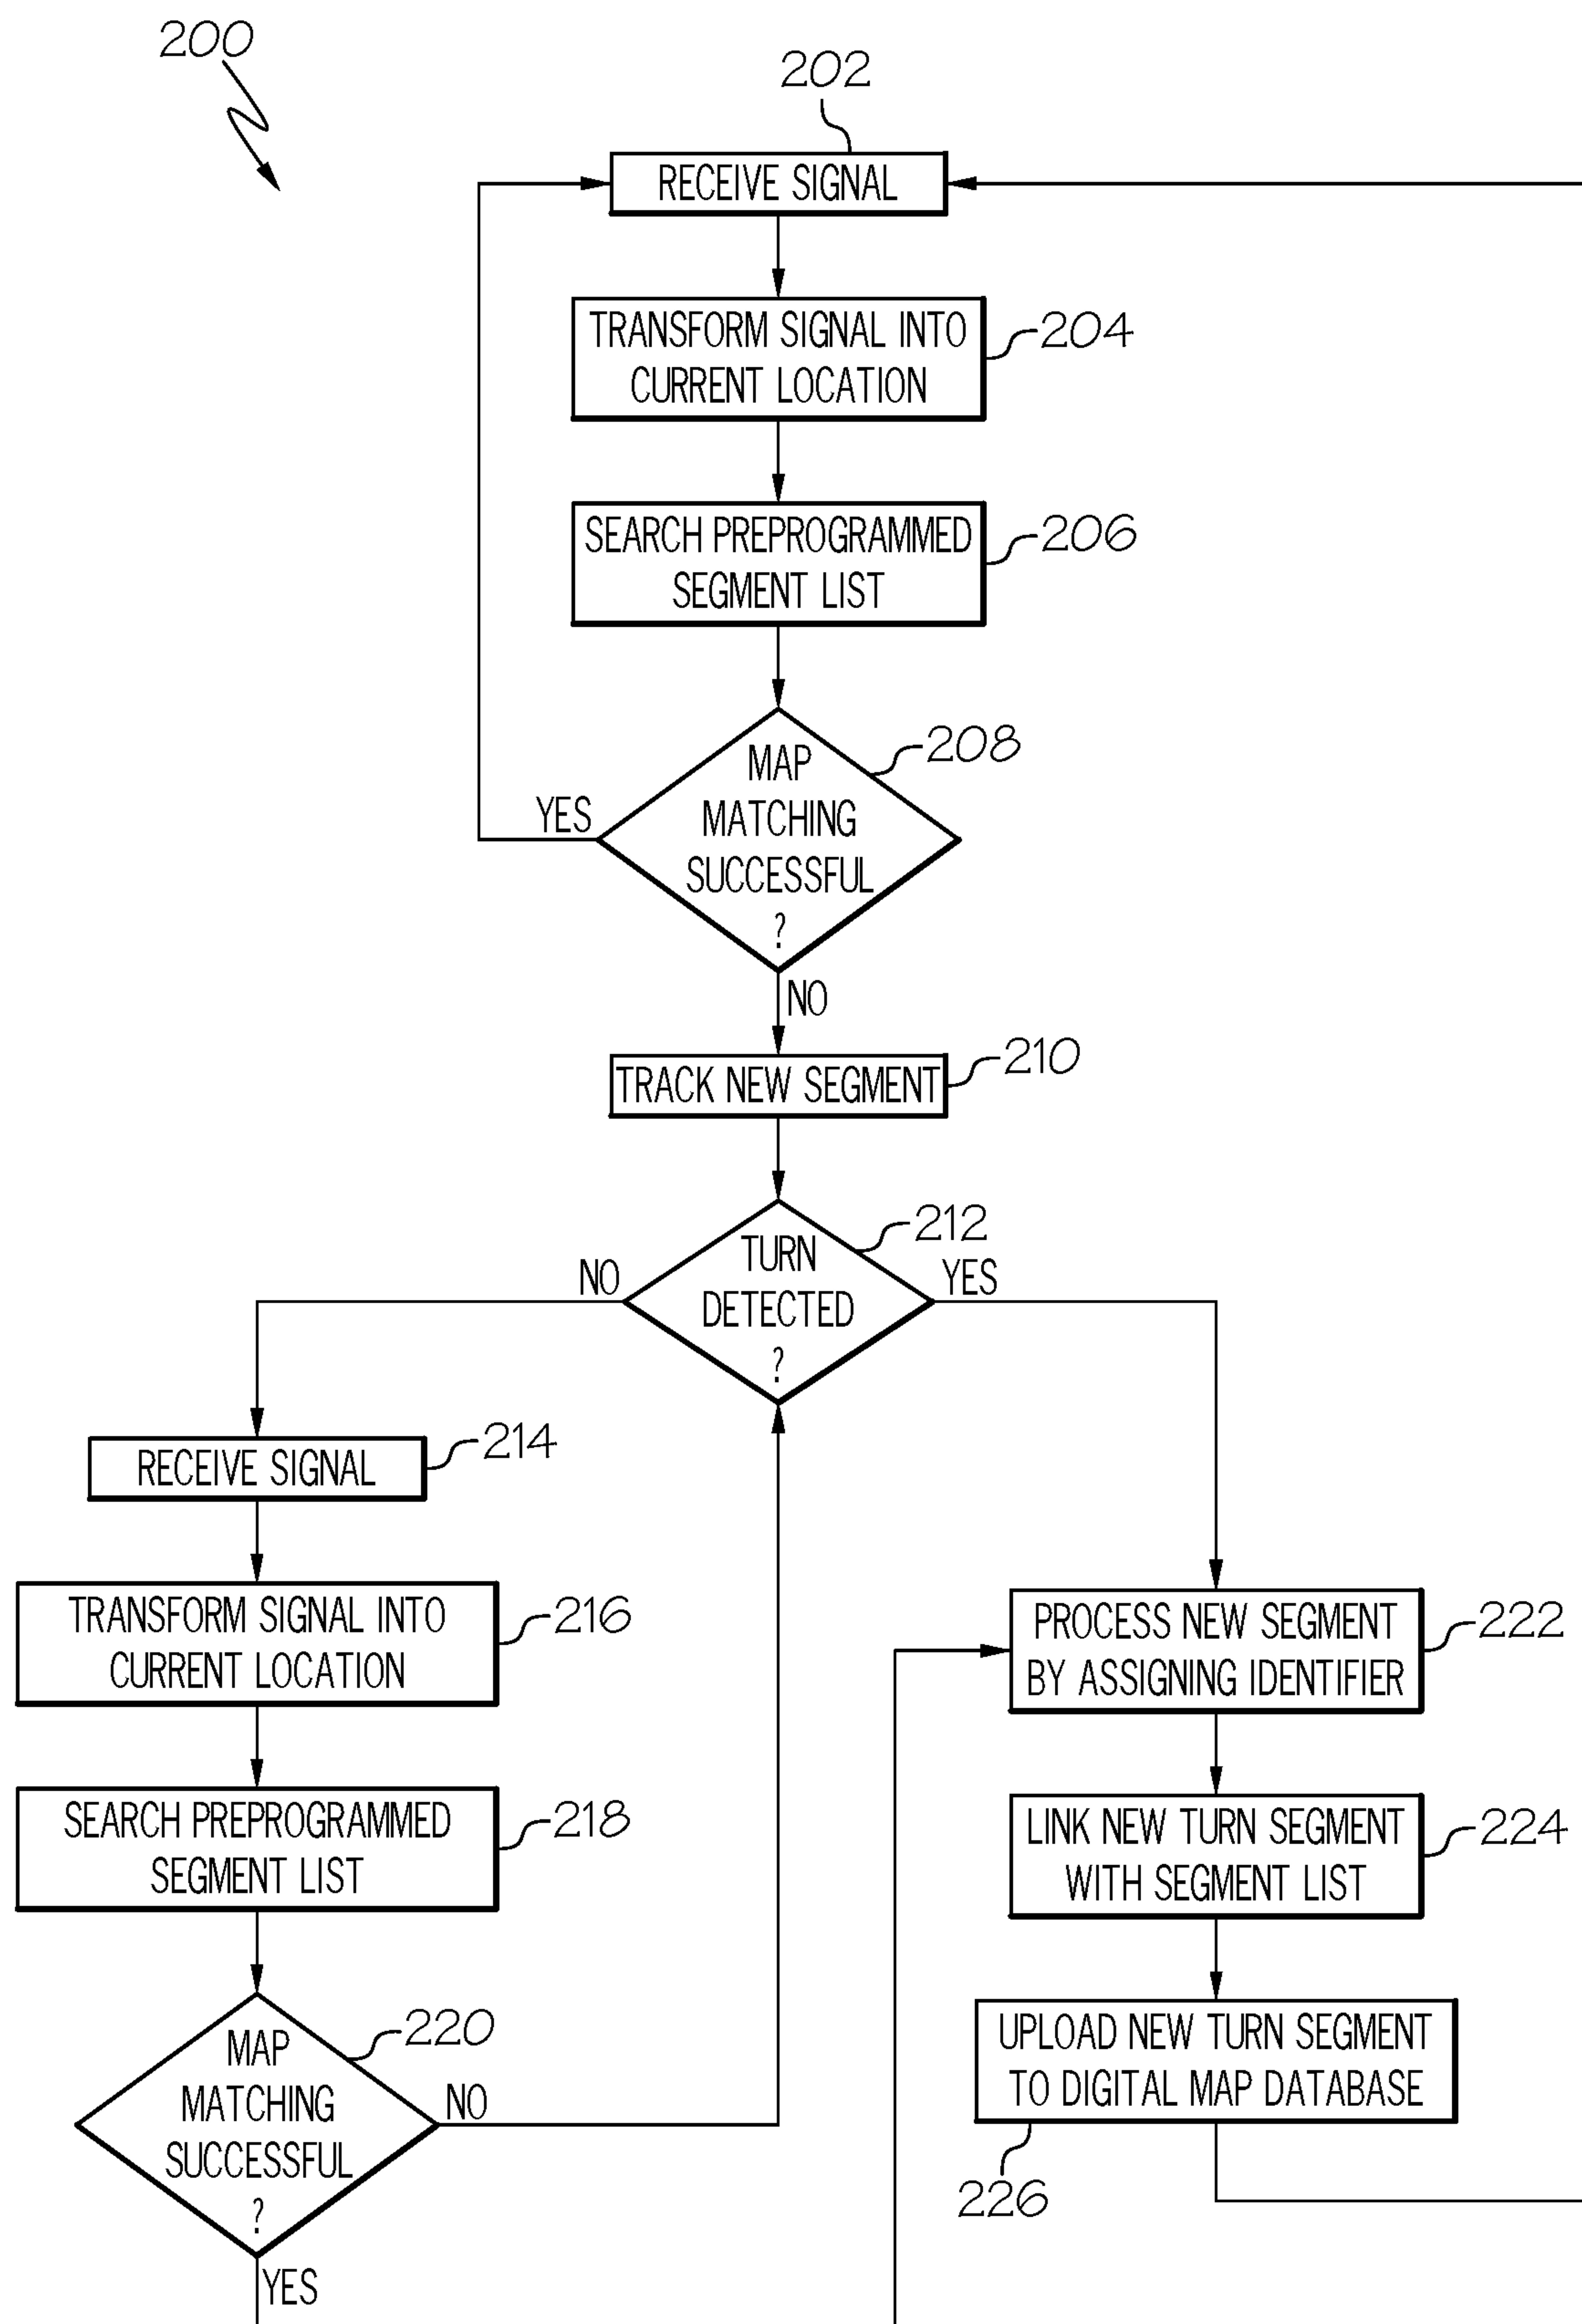 200
202
RECEIVE SIGNAL
TRANSFORM SIGNAL INTO
CURRENT LOCATION
204
SEARCH PREPROGRAMMED
SEGMENT LIST
206
MAP
MATCHING
SUCCESSFUL
?
208
YES
NO
TRACK NEW SEGMENT
210
TURN
DETECTED
?
212
NO
YES
RECEIVE SIGNAL
214
TRANSFORM SIGNAL INTO
CURRENT LOCATION
216
SEARCH PREPROGRAMMED
SEGMENT LIST
218
MAP
MATCHING
SUCCESSFUL
?
220
NO
YES
PROCESS NEW SEGMENT
BY ASSIGNING IDENTIFIER
222
LINK NEW TURN SEGMENT
WITH SEGMENT LIST
224
UPLOAD NEW TURN SEGMENT
TO DIGITAL MAP DATABASE
226